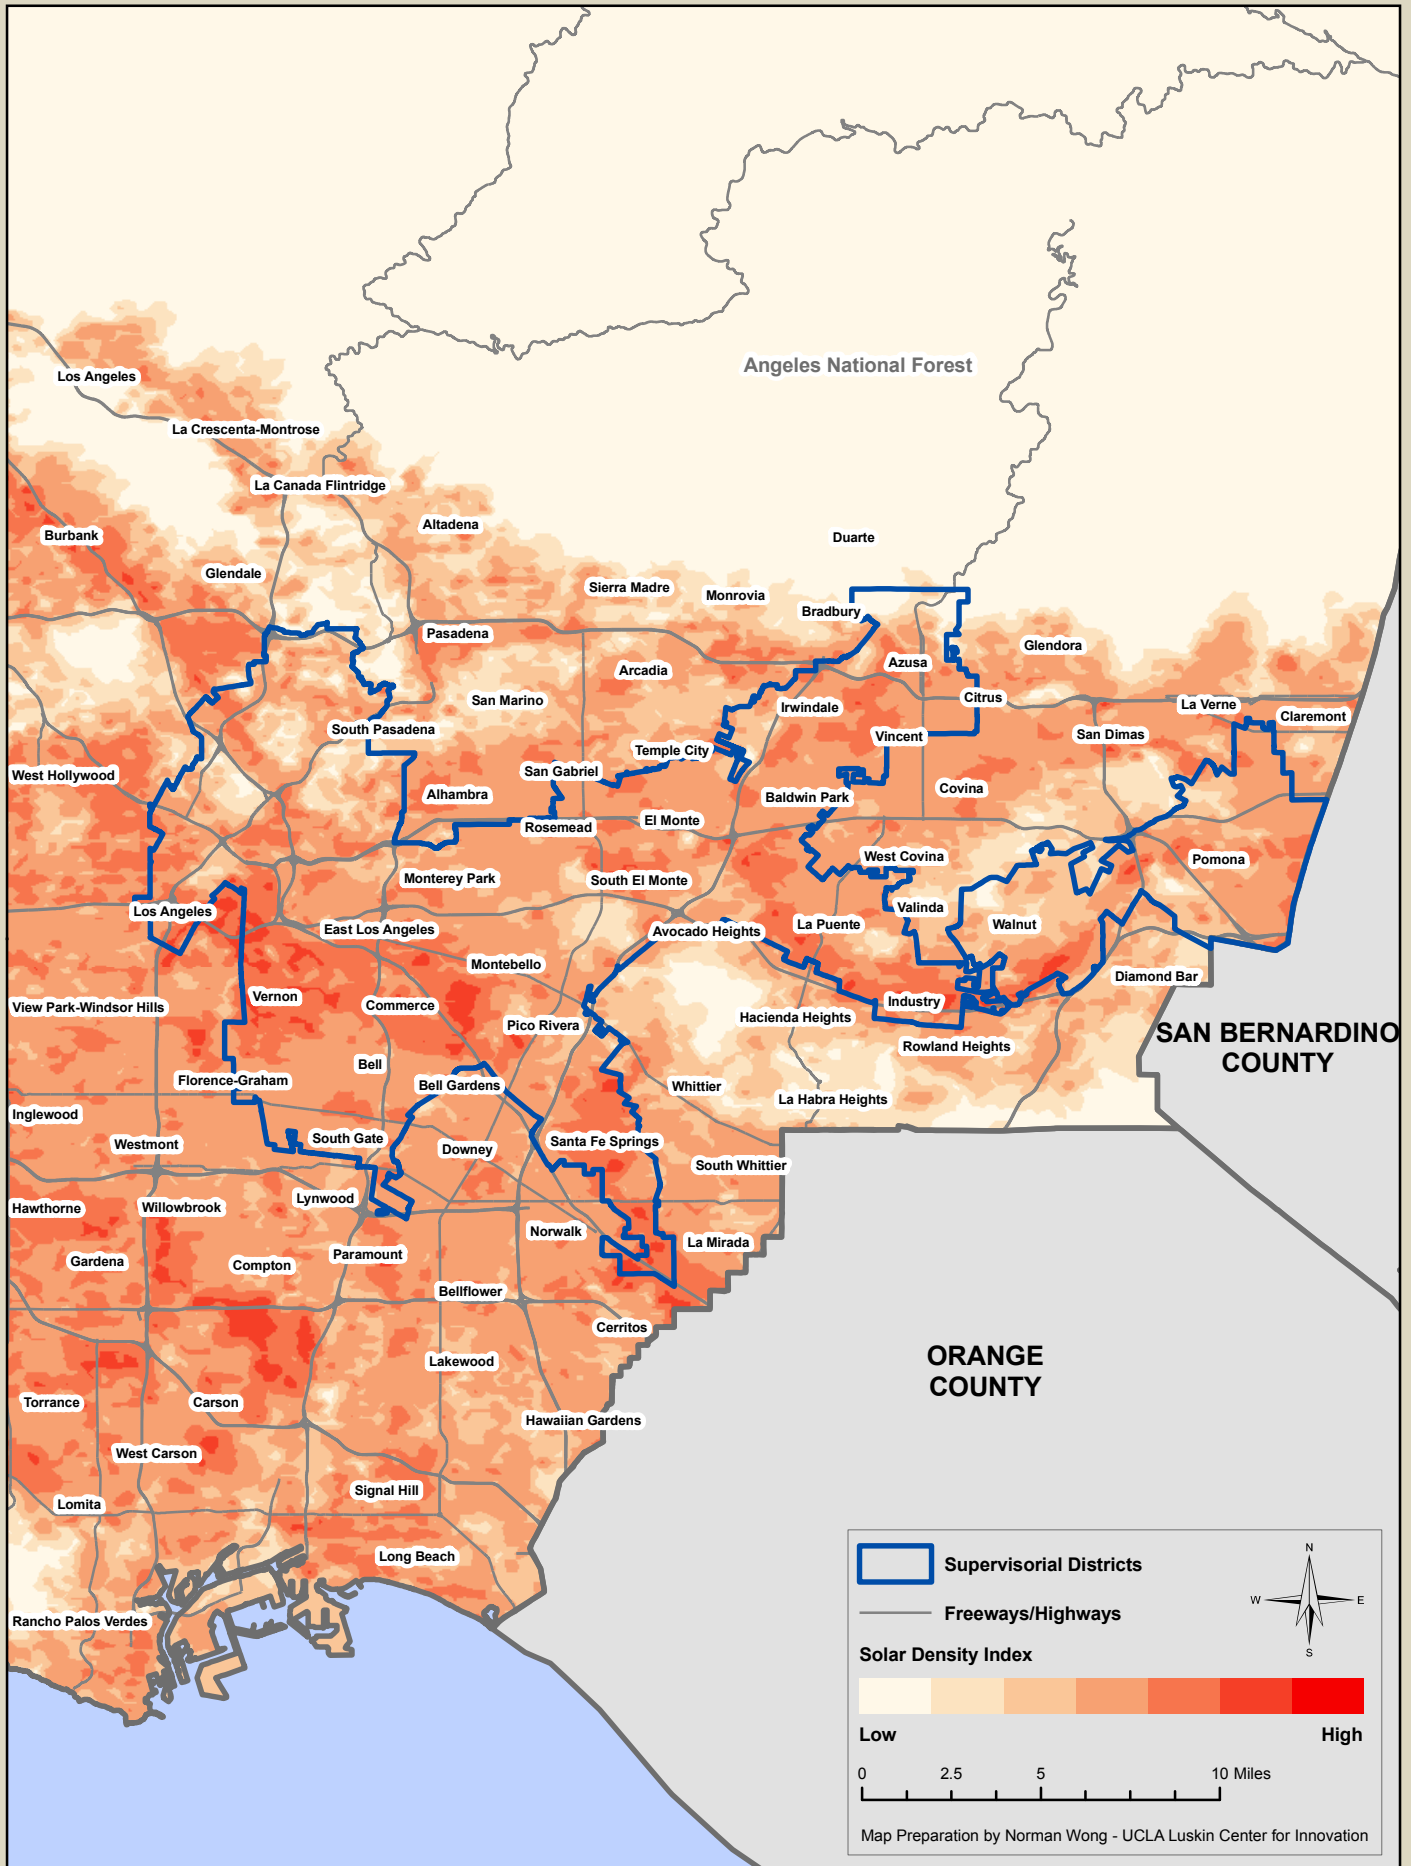 Angeles National Forest
Los Angeles
La Crescenta-Montrose
La Canada Flintridge
Altadena
Burbank
Duarte
Glendale
Sierra Madre
Monrovia
Bradbury
Pasadena
Glendora
Arcadia
Azusa
San Marino
Citrus
Irwindale
La Verne
Claremont
South Pasadena
Vincent
San Dimas
Temple City
West Hollywood
San Gabriel
Alhambra
Baldwin Park
Covina
Rosemead
El Monte
West Covina
Pomona
Monterey Park
South El Monte
Los Angeles
Valinda
East Los Angeles
Avocado Heights
La Puente
Walnut
Montebello
Diamond Bar
View Park-Windsor Hills
Vernon
Commerce
Industry
Pico Rivera
Hacienda Heights
SAN BERNARDINO
COUNTY
Rowland Heights
Bell
Florence-Graham
Bell Gardens
Whittier
La Habra Heights
Inglewood
Westmont
South Gate
Downey
Santa Fe Springs
South Whittier
Hawthorne
Willowbrook
Lynwood
Norwalk
La Mirada
Gardena
Compton
Paramount
Bellflower
Cerritos
Lakewood
ORANGE
COUNTY
Torrance
Carson
Hawaiian Gardens
West Carson
Signal Hill
Lomita
Long Beach
Rancho Palos Verdes
Supervisorial Districts
Freeways/Highways
N
W E
S
Solar Density Index
Low High
0 2.5 5 10 Miles
Map Preparation by Norman Wong - UCLA Luskin Center for Innovation